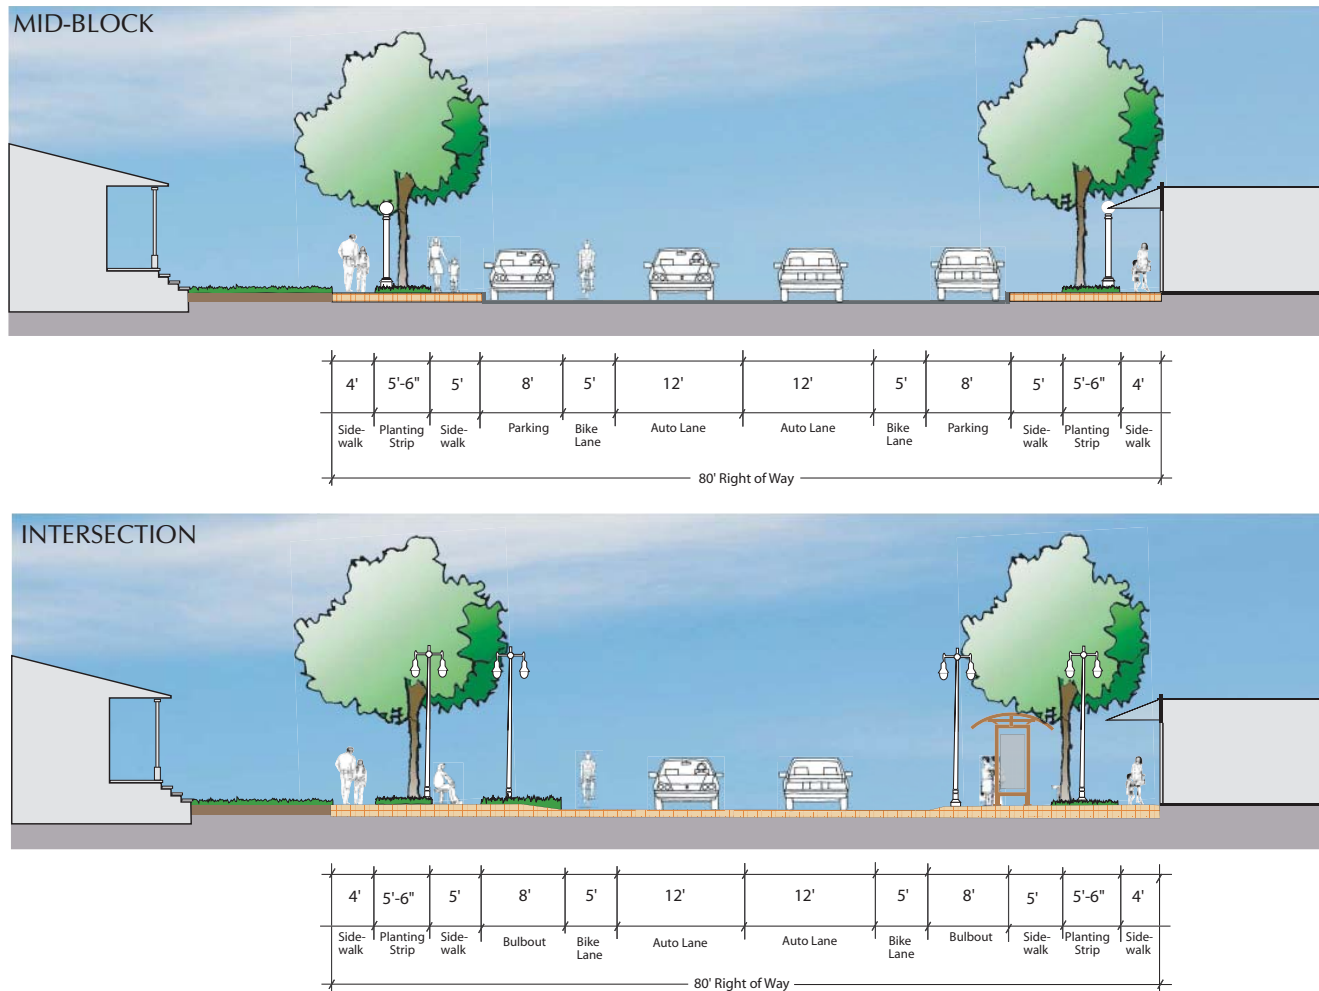 MID-BLOCK
4' 5'-6" 5' 8' 5' 12' 12' 5' 8' 5' 5'-6" 4'
Side- Planting Side- Parking Bike Auto Lane Auto Lane Bike Parking Side- Planting Side-
walk Strip walk Lane Lane walk Strip walk
80' Right of Way
INTERSECTION
4' 5'-6" 5' 8' 5' 12' 12' 5' 8' 5' 5'-6" 4'
Side- Planting Side- Bulbout Bike Auto Lane Auto Lane Bike Bulbout Side- Planting Side-
walk Strip walk Lane Lane walk Strip walk
80' Right of Way